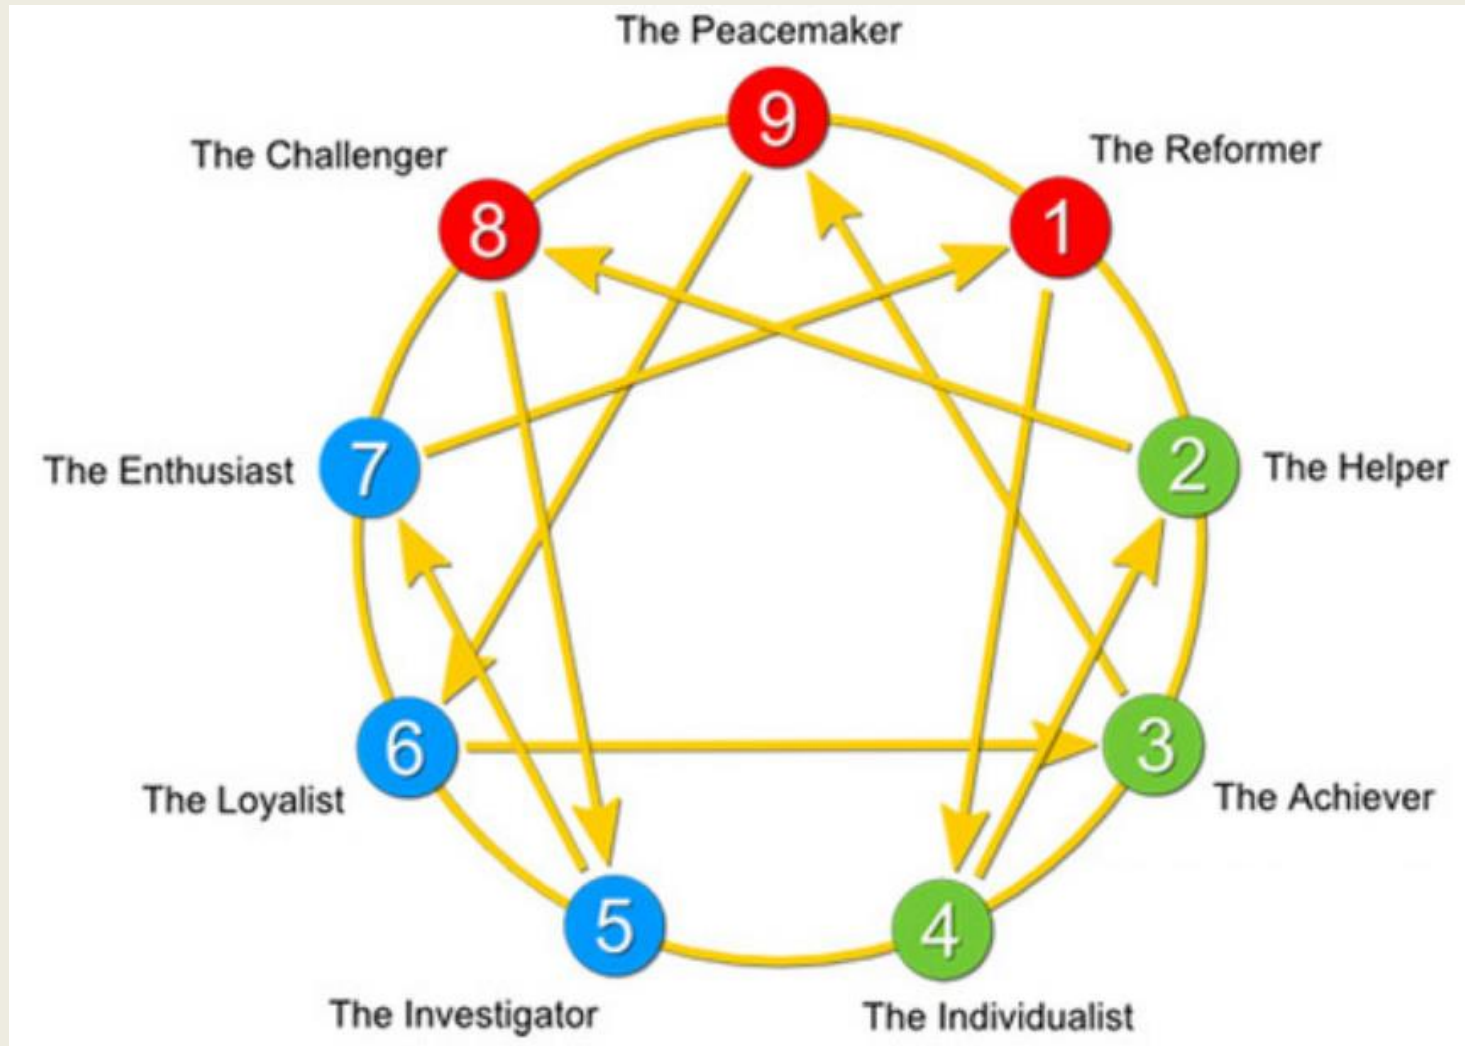 The Peacemaker
9
The Challenger
The Reformer
8
1
The Enthusiast
7
2
The Helper
6
3
The Loyalist
The Achiever
5
4
The Investigator
The Individualist